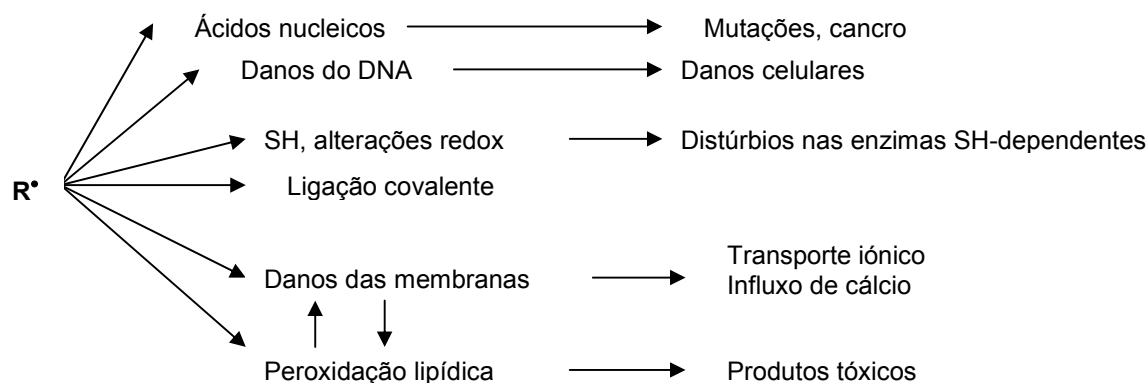 Ácidos nucleicos Mutações, cancro
Danos do DNA Danos celulares
SH, alterações redox Distúrbios nas enzimas SH-dependentes
R• Ligação covalente
Danos das membranas Transporte iónico
Influxo de cálcio
Peroxidação lipídica Produtos tóxicos